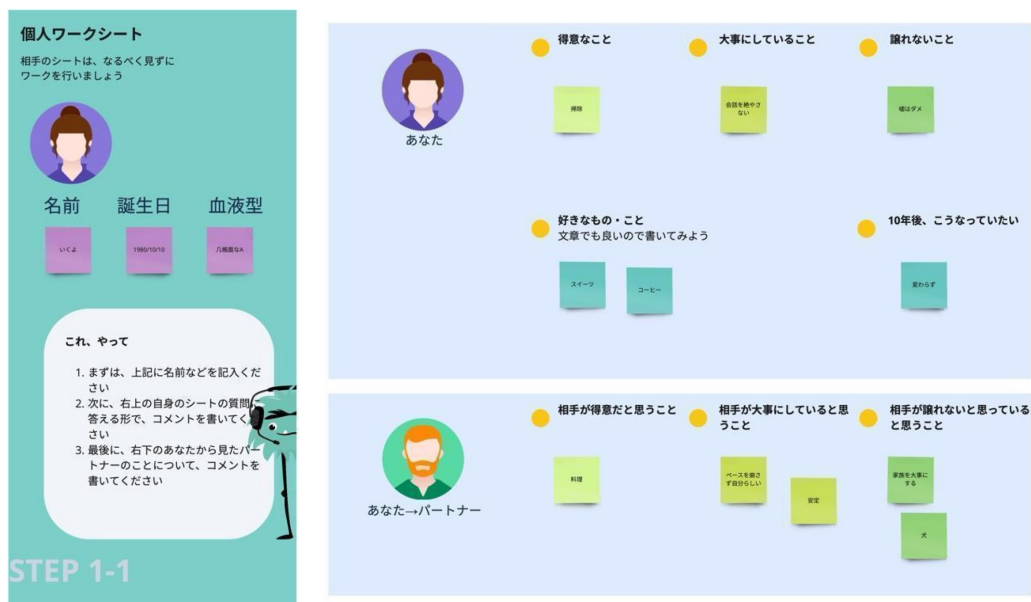 個人ワークシート
相手のシートは、なるべく見ずに
ワークを行いましょう
名前
誕生日
血液型
いくよ
1980/10/10
几帳面なA
これ、やって
1. まずは、上記に名前などを記入くだ
さい
2. 次に、右上の自身のシートの質問に
答える形で、コメントを書いてくだ
さい
3. 最後に、右下のあなたから見たパー
トナーのことについて、コメントを
書いてください
STEP 1-1
あなた
得意なこと
掃除
大事にしていること
会話を絶やさ
ない
譲れないこと
嘘はダメ
好きなもの・こと
文章でも良いので書いてみよう
スイーツ
コーヒー
10年後、こうなっていたい
変わらず
あなた→パートナー
相手が得意だと思うこと
料理
相手が大事にしていると思
うこと
ペースを崩さ
ず自分らしい
安定
相手が譲れないと思っている
と思うこと
家族を大事に
する
犬